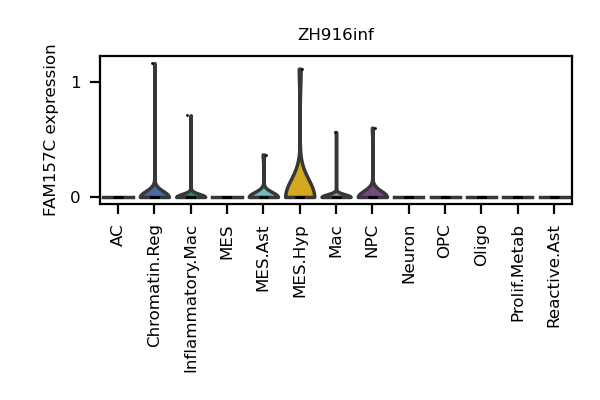 ZH916inf
FAM157C expression
1
0
AC
Chromatin.Reg
Inflammatory.Mac
MES
MES.Ast
MES.Hyp
Mac
NPC
Neuron
OPC
Oligo
Prolif.Metab
Reactive.Ast